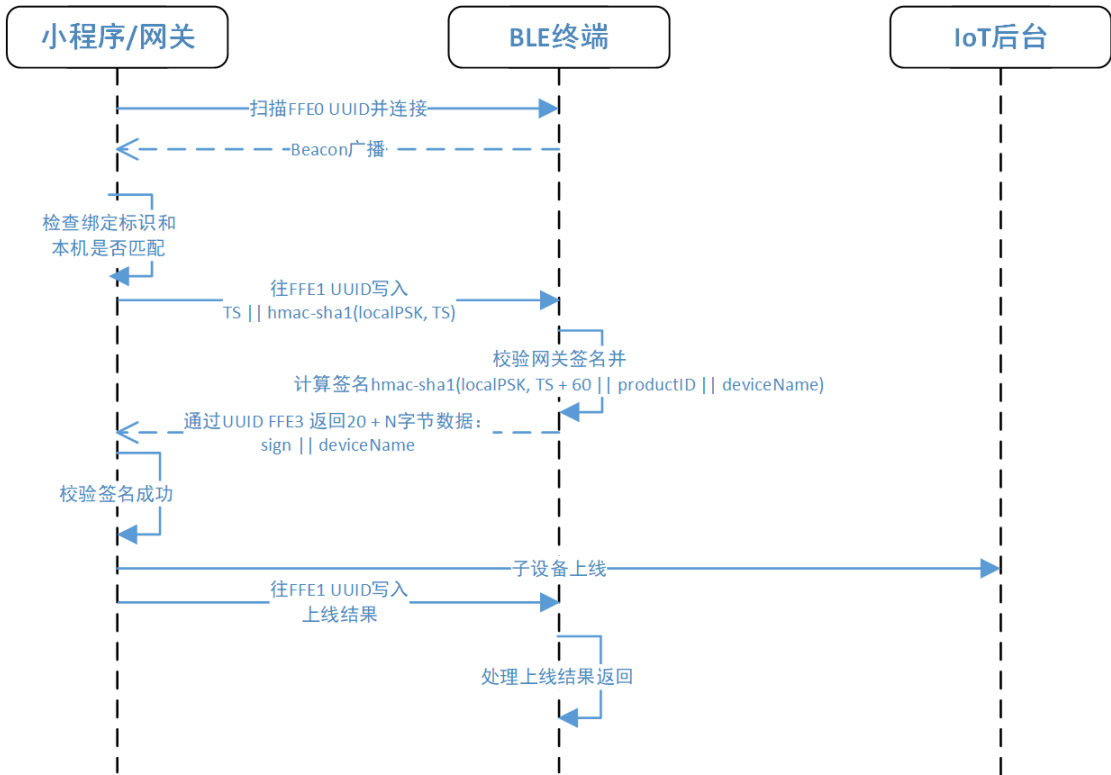 小程序/网关
BLE终端
IoT后台
扫描FFE0 UUID并连接
Beacon广播
检查绑定标识和
本机是否匹配
往FFE1 UUID写入
TS || hmac-sha1(localPSK, TS)
校验网关签名并
计算签名hmac-sha1(localPSK, TS + 60 || productID || deviceName)
通过UUID FFE3 返回20 + N字节数据：
sign || deviceName
校验签名成功
子设备上线
往FFE1 UUID写入
上线结果
处理上线结果返回